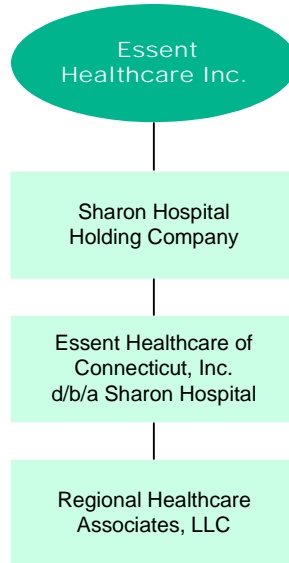 Essent
Healthcare Inc.
Sharon Hospital
Holding Company
Essent Healthcare of
Connecticut, Inc.
d/b/a Sharon Hospital
Regional Healthcare
Associates, LLC